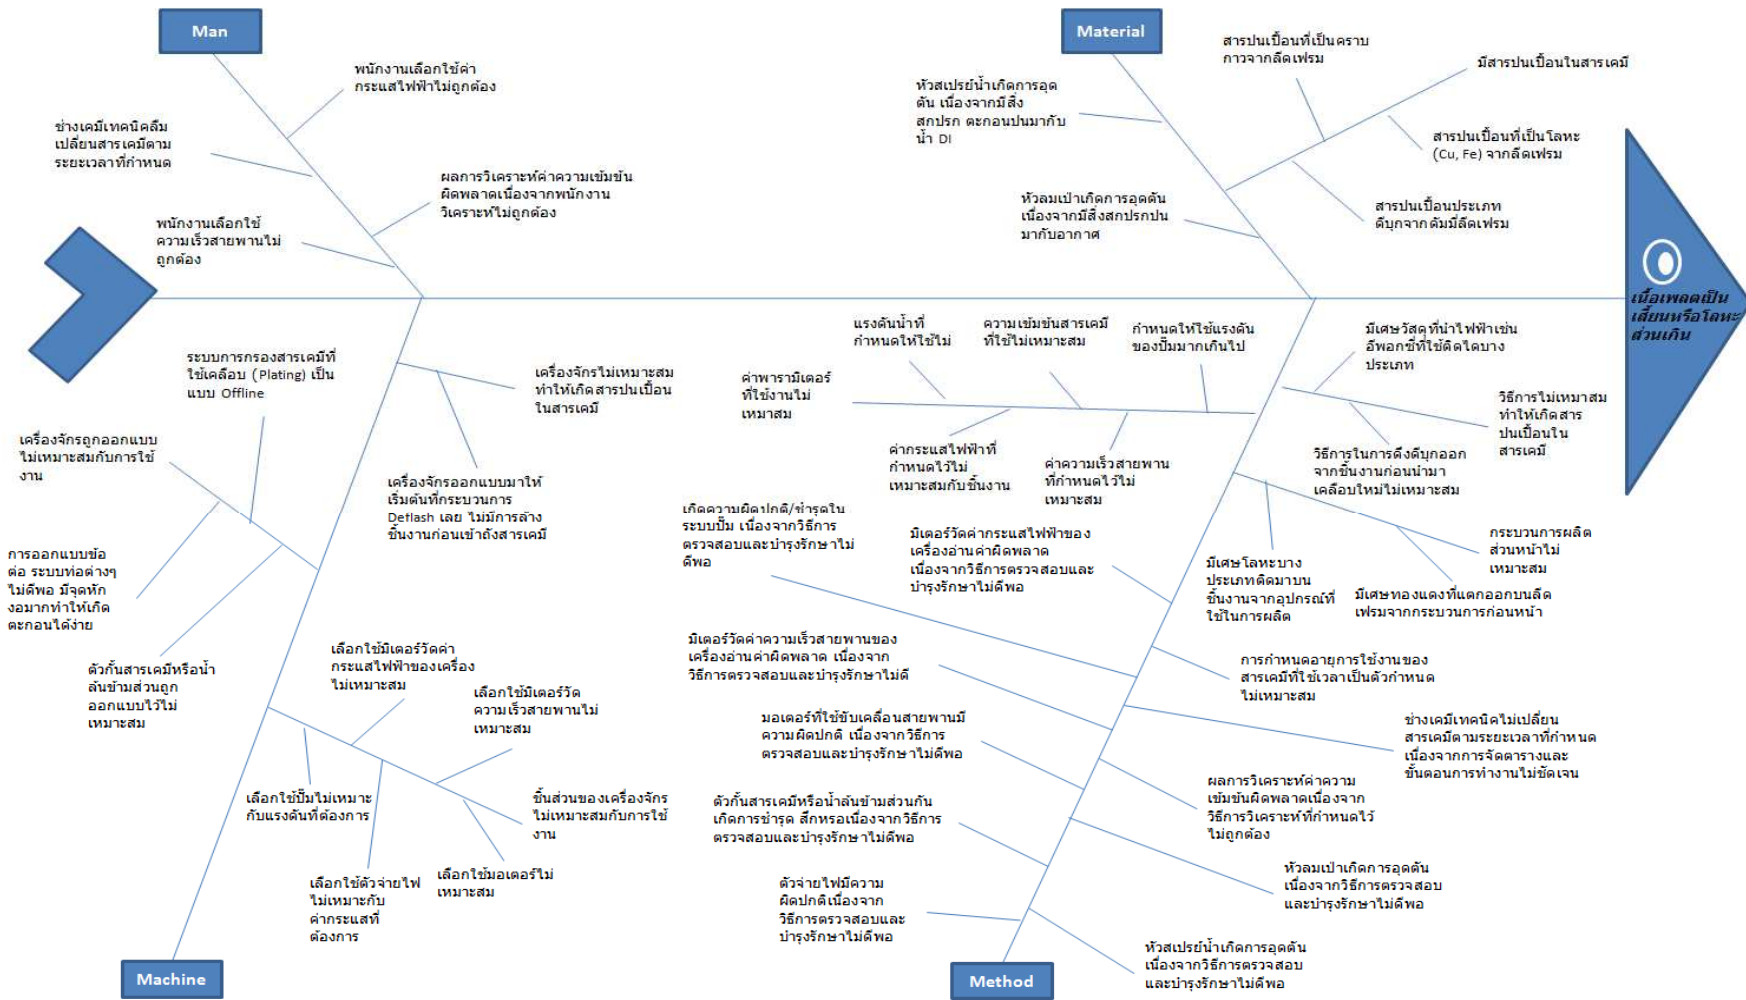 Man
พนักงานเลือกใช้ค่า
กระแสไฟฟ้าไม่ถูกต้อง
ช่างเคมีเทคนิคลืม
เปลี่ยนสารเคมีตาม
ระยะเวลาที่กำหนด
ผลการวิเคราะห์ค่าความเข้มข้น
ผิดพลาดเนื่องจากพนักงาน
วิเคราะห์ไม่ถูกต้อง
พนักงานเลือกใช้
ความเร็วสายพานไม่
ถูกต้อง
Material
สารปนเปื้อนที่เป็นคราบ
กาวจากลีดเฟรม
มีสารปนเปื้อนในสารเคมี
หัวสเปรย์น้ำเกิดการอุด
ตัน เนื่องจากมีสิ่ง
สกปรก ตะกอนปนมากับ
น้ำ DI
สารปนเปื้อนที่เป็นโลหะ
(Cu, Fe) จากลีดเฟรม
หัวลมเป่าเกิดการอุดตัน
เนื่องจากมีสิ่งสกปรกปน
มากับอากาศ
สารปนเปื้อนประเภท
ดีบุกจากดัมมี่ลีดเฟรม
เนื้อเพลตเป็น
เสี้ยนหรือโลหะ
ส่วนเกิน
ระบบการกรองสารเคมีที่
ใช้เคลือบ (Plating) เป็น
แบบ Offline
เครื่องจักรไม่เหมาะสม
ทำให้เกิดสารปนเปื้อน
ในสารเคมี
เครื่องจักรถูกออกแบบ
ไม่เหมาะสมกับการใช้
งาน
เครื่องจักรออกแบบมาให้
เริ่มต้นที่กระบวนการ
Deflash เลย ไม่มีการล้าง
ชิ้นงานก่อนเข้าถังสารเคมี
การออกแบบข้อ
ต่อ ระบบท่อต่างๆ
ไม่ดีพอ มีจุดหัก
งอมากทำให้เกิด
ตะกอนได้ง่าย
ตัวกั้นสารเคมีหรือน้ำ
ล้นข้ามส่วนถูก
ออกแบบไว้ไม่
เหมาะสม
เลือกใช้มิเตอร์วัดค่า
กระแสไฟฟ้าของเครื่อง
ไม่เหมาะสม
เลือกใช้มิเตอร์วัด
ความเร็วสายพานไม่
เหมาะสม
เลือกใช้ปั๊มไม่เหมาะ
กับแรงดันที่ต้องการ
ชิ้นส่วนของเครื่องจักร
ไม่เหมาะสมกับการใช้
งาน
เลือกใช้ตัวจ่ายไฟ
ไม่เหมาะกับ
ค่ากระแสที่
ต้องการ
เลือกใช้มอเตอร์ไม่
เหมาะสม
Machine
แรงดันน้ำที่
กำหนดให้ใช้ไม่
ความเข้มข้นสารเคมี
ที่ใช้ไม่เหมาะสม
กำหนดให้ใช้แรงดัน
ของปั๊มมากเกินไป
มีเศษวัสดุที่นำไฟฟ้าเช่น
อีพอกซี่ที่ใช้ติดไดบาง
ประเภท
ค่าพารามิเตอร์
ที่ใช้งานไม่
เหมาสม
วิธีการไม่เหมาสม
ทำให้เกิดสาร
ปนเปื้อนใน
สารเคมี
ค่ากระแสไฟฟ้าที่
กำหนดไว้ไม่
เหมาะสมกับชิ้นงาน
ค่าความเร็วสายพาน
ที่กำหนดไว้ไม่
เหมาะสม
วิธีการในการดึงดีบุกออก
จากชิ้นงานก่อนนำมา
เคลือบใหม่ไม่เหมาะสม
เกิดความผิดปกติ/ชำรุดใน
ระบบปั๊ม เนื่องจากวิธีการ
ตรวจสอบและบำรุงรักษาไม่
ดีพอ
มิเตอร์วัดค่ากระแสไฟฟ้าของ
เครื่องอ่านค่าผิดพลาด
เนื่องจากวิธีการตรวจสอบและ
บำรุงรักษาไม่ดีพอ
กระบวนการผลิต
ส่วนหน้าไม่
เหมาะสม
มีเศษโลหะบาง
ประเภทติดมาบน
ชิ้นงานจากอุปกรณ์ที่
ใช้ในการผลิต
มีเศษทองแดงที่แตกออกบนลีด
เฟรมจากกระบวนการก่อนหน้า
มิเตอร์วัดค่าความเร็วสายพานของ
เครื่องอ่านค่าผิดพลาด เนื่องจาก
วิธีการตรวจสอบและบำรุงรักษาไม่ดี
การกำหนดอายุการใช้งานของ
สารเคมีที่ใช้เวลาเป็นตัวกำหนด
ไม่เหมาะสม
มอเตอร์ที่ใช้ขับเคลื่อนสายพานมี
ความผิดปกติ เนื่องจากวิธีการ
ตรวจสอบและบำรุงรักษาไม่ดีพอ
ช่างเคมีเทคนิคไม่เปลี่ยน
สารเคมีตามระยะเวลาที่กำหนด
เนื่องจากการจัดตารางและ
ขั้นตอนการทำงานไม่ชัดเจน
ตัวกั้นสารเคมีหรือน้ำล้นข้ามส่วนกัน
เกิดการชำรุด สึกหรอเนื่องจากวิธีการ
ตรวจสอบและบำรุงรักษาไม่ดีพอ
ผลการวิเคราะห์ค่าความ
เข้มข้นผิดพลาดเนื่องจาก
วิธีการวิเคราะห์ที่กำหนดไว้
ไม่ถูกต้อง
ตัวจ่ายไฟมีความ
ผิดปกติเนื่องจาก
วิธีการตรวจสอบและ
บำรุงรักษาไม่ดีพอ
หัวลมเป่าเกิดการอุดตัน
เนื่องจากวิธีการตรวจสอบ
และบำรุงรักษาไม่ดีพอ
หัวสเปรย์น้ำเกิดการอุดตัน
เนื่องจากวิธีการตรวจสอบ
และบำรุงรักษาไม่ดีพอ
Method